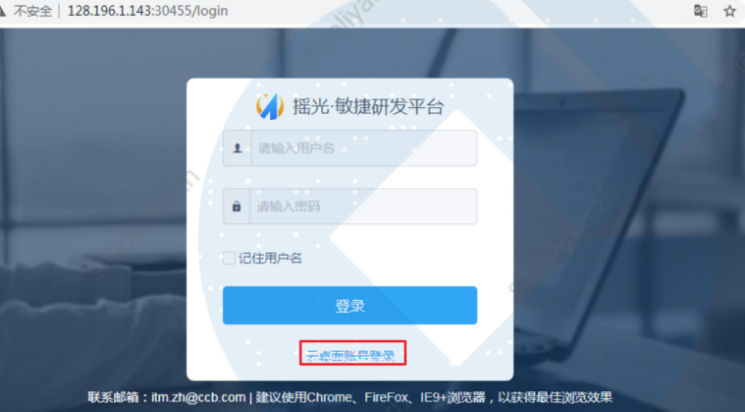 不安全 | 128.196.1.143:30455/login
摇光·敏捷研发平台
请输入用户名
请输入密码
记住用户名
登录
云桌面账号登录
联系邮箱：itm.zh@ccb.com | 建议使用Chrome、FireFox、IE9+浏览器，以获得最佳浏览效果